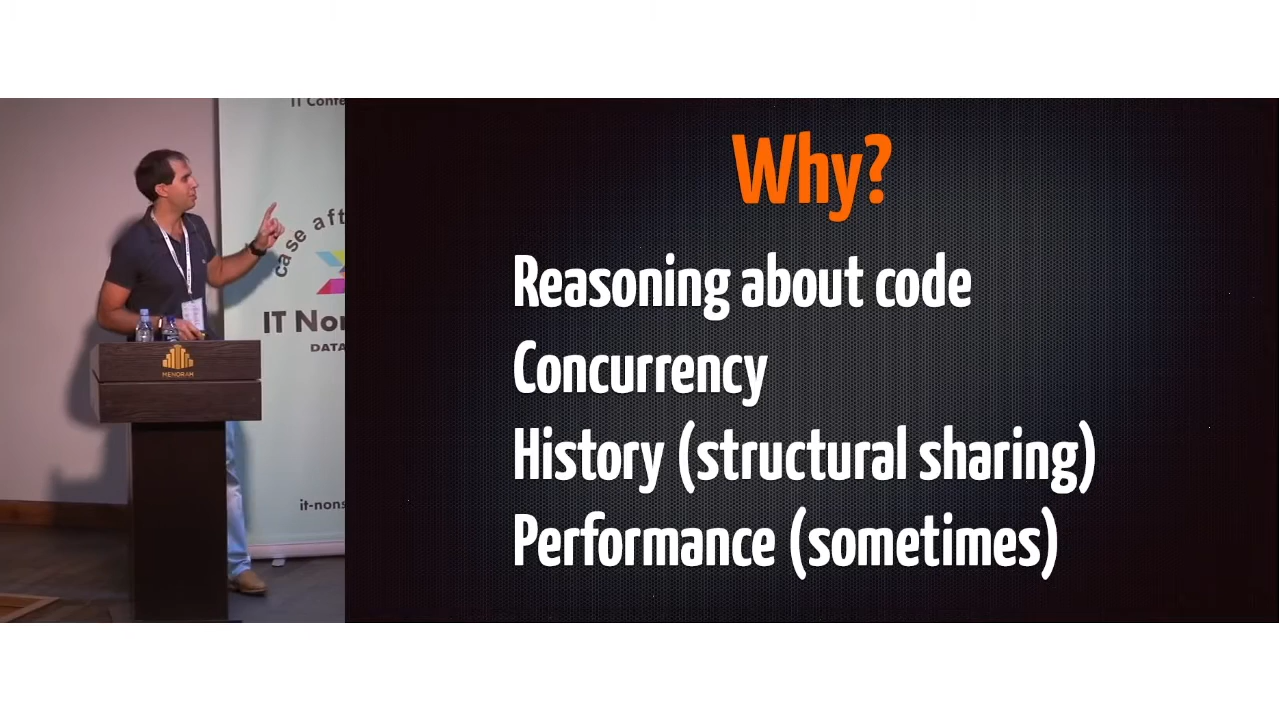 IT Confe
case aft
IT Non
DATA
it-nons
MENORAH
Why?
Reasoning about code
Concurrency
History (structural sharing)
Performance (sometimes)